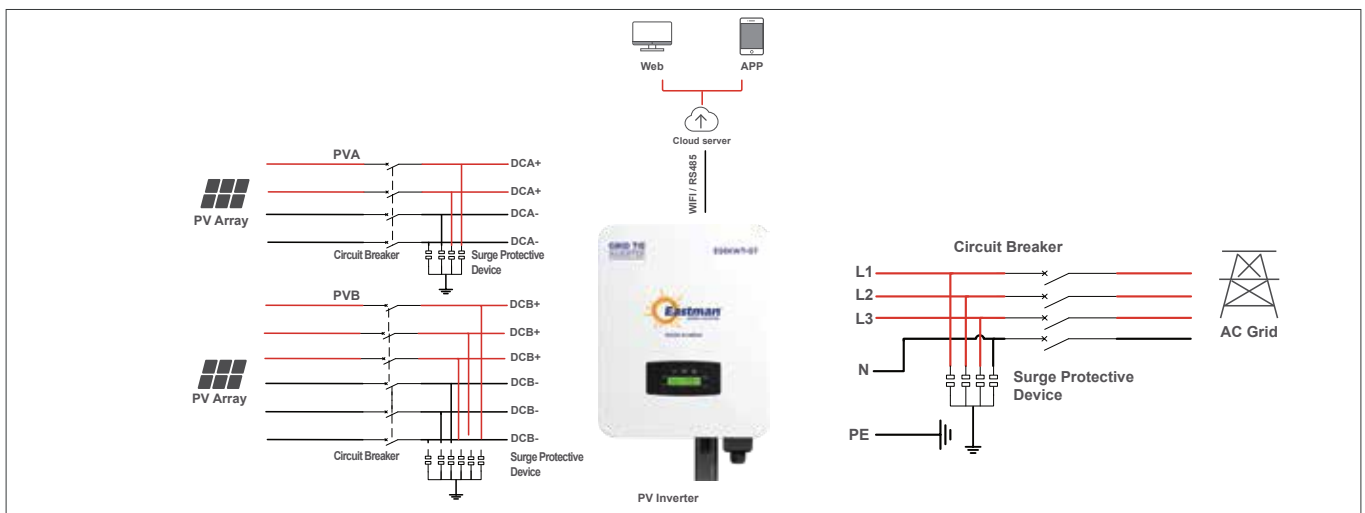 Web
APP
Cloud server
WIFI / RS485
PVA
DCA+
DCA+
DCA-
DCA-
PV Array
Circuit Breaker
Surge Protective
Device
PVB
DCB+
DCB+
DCB+
DCB-
DCB-
DCB-
PV Array
Circuit Breaker
Surge Protective
Device
GRID TIE
INVERTER
Eastman
PV Inverter
Circuit Breaker
L1
L2
L3
N
PE
Surge Protective
Device
AC Grid